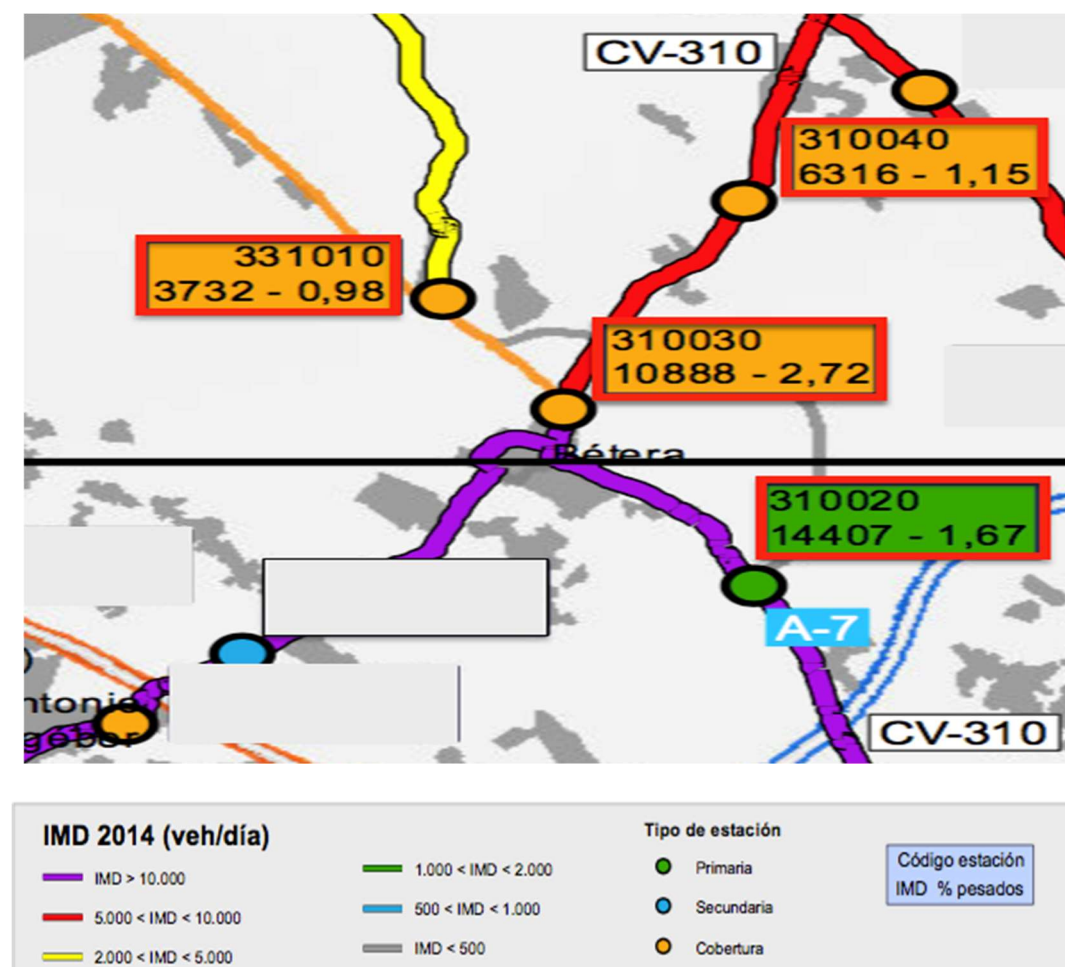 CV-310
310040
6316 - 1,15
331010
3732 - 0,98
310030
10888 - 2,72
Bétera
310020
14407 - 1,67
A-7
CV-310
IMD 2014 (veh/día)
IMD > 10.000
5.000 < IMD < 10.000
2.000 < IMD < 5.000
1.000 < IMD < 2.000
500 < IMD < 1.000
IMD < 500
Tipo de estación
Primaria
Secundaria
Cobertura
Código estación
IMD % pesados